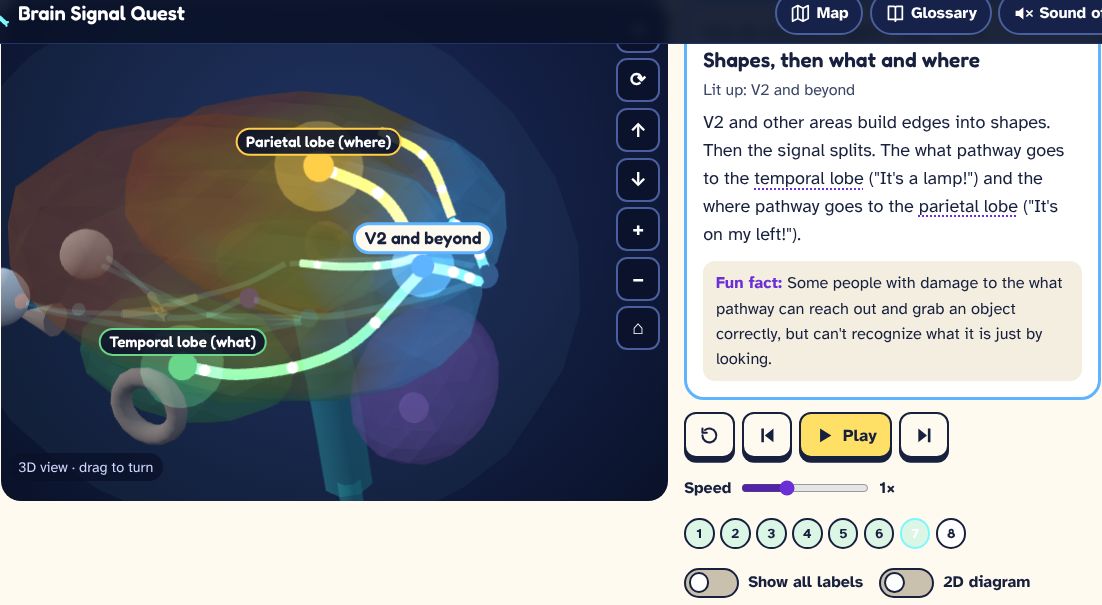 Brain Signal Quest
Map
Glossary
Sound o
Parietal lobe (where)
V2 and beyond
Temporal lobe (what)
3D view · drag to turn
Shapes, then what and where
Lit up: V2 and beyond
V2 and other areas build edges into shapes.
Then the signal splits. The what pathway goes
to the temporal lobe ("It's a lamp!") and the
where pathway goes to the parietal lobe ("It's
on my left!").
Fun fact: Some people with damage to the what
pathway can reach out and grab an object
correctly, but can't recognize what it is just by
looking.
Play
Speed 1×
1 2 3 4 5 6 7 8
Show all labels
2D diagram